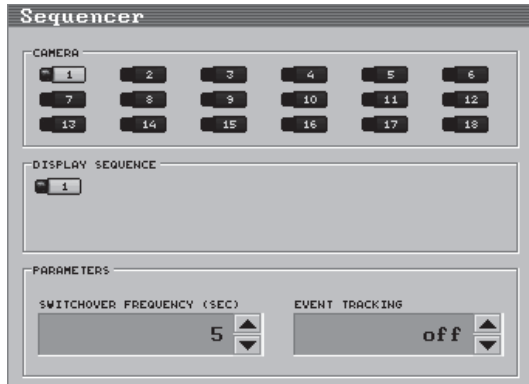 Sequencer
CAMERA
1 2 3 4 5 6
7 8 9 10 11 12
13 14 15 16 17 18
DISPLAY SEQUENCE
1
PARAMETERS
SWITCHOVER FREQUENCY (SEC) EVENT TRACKING
5 off